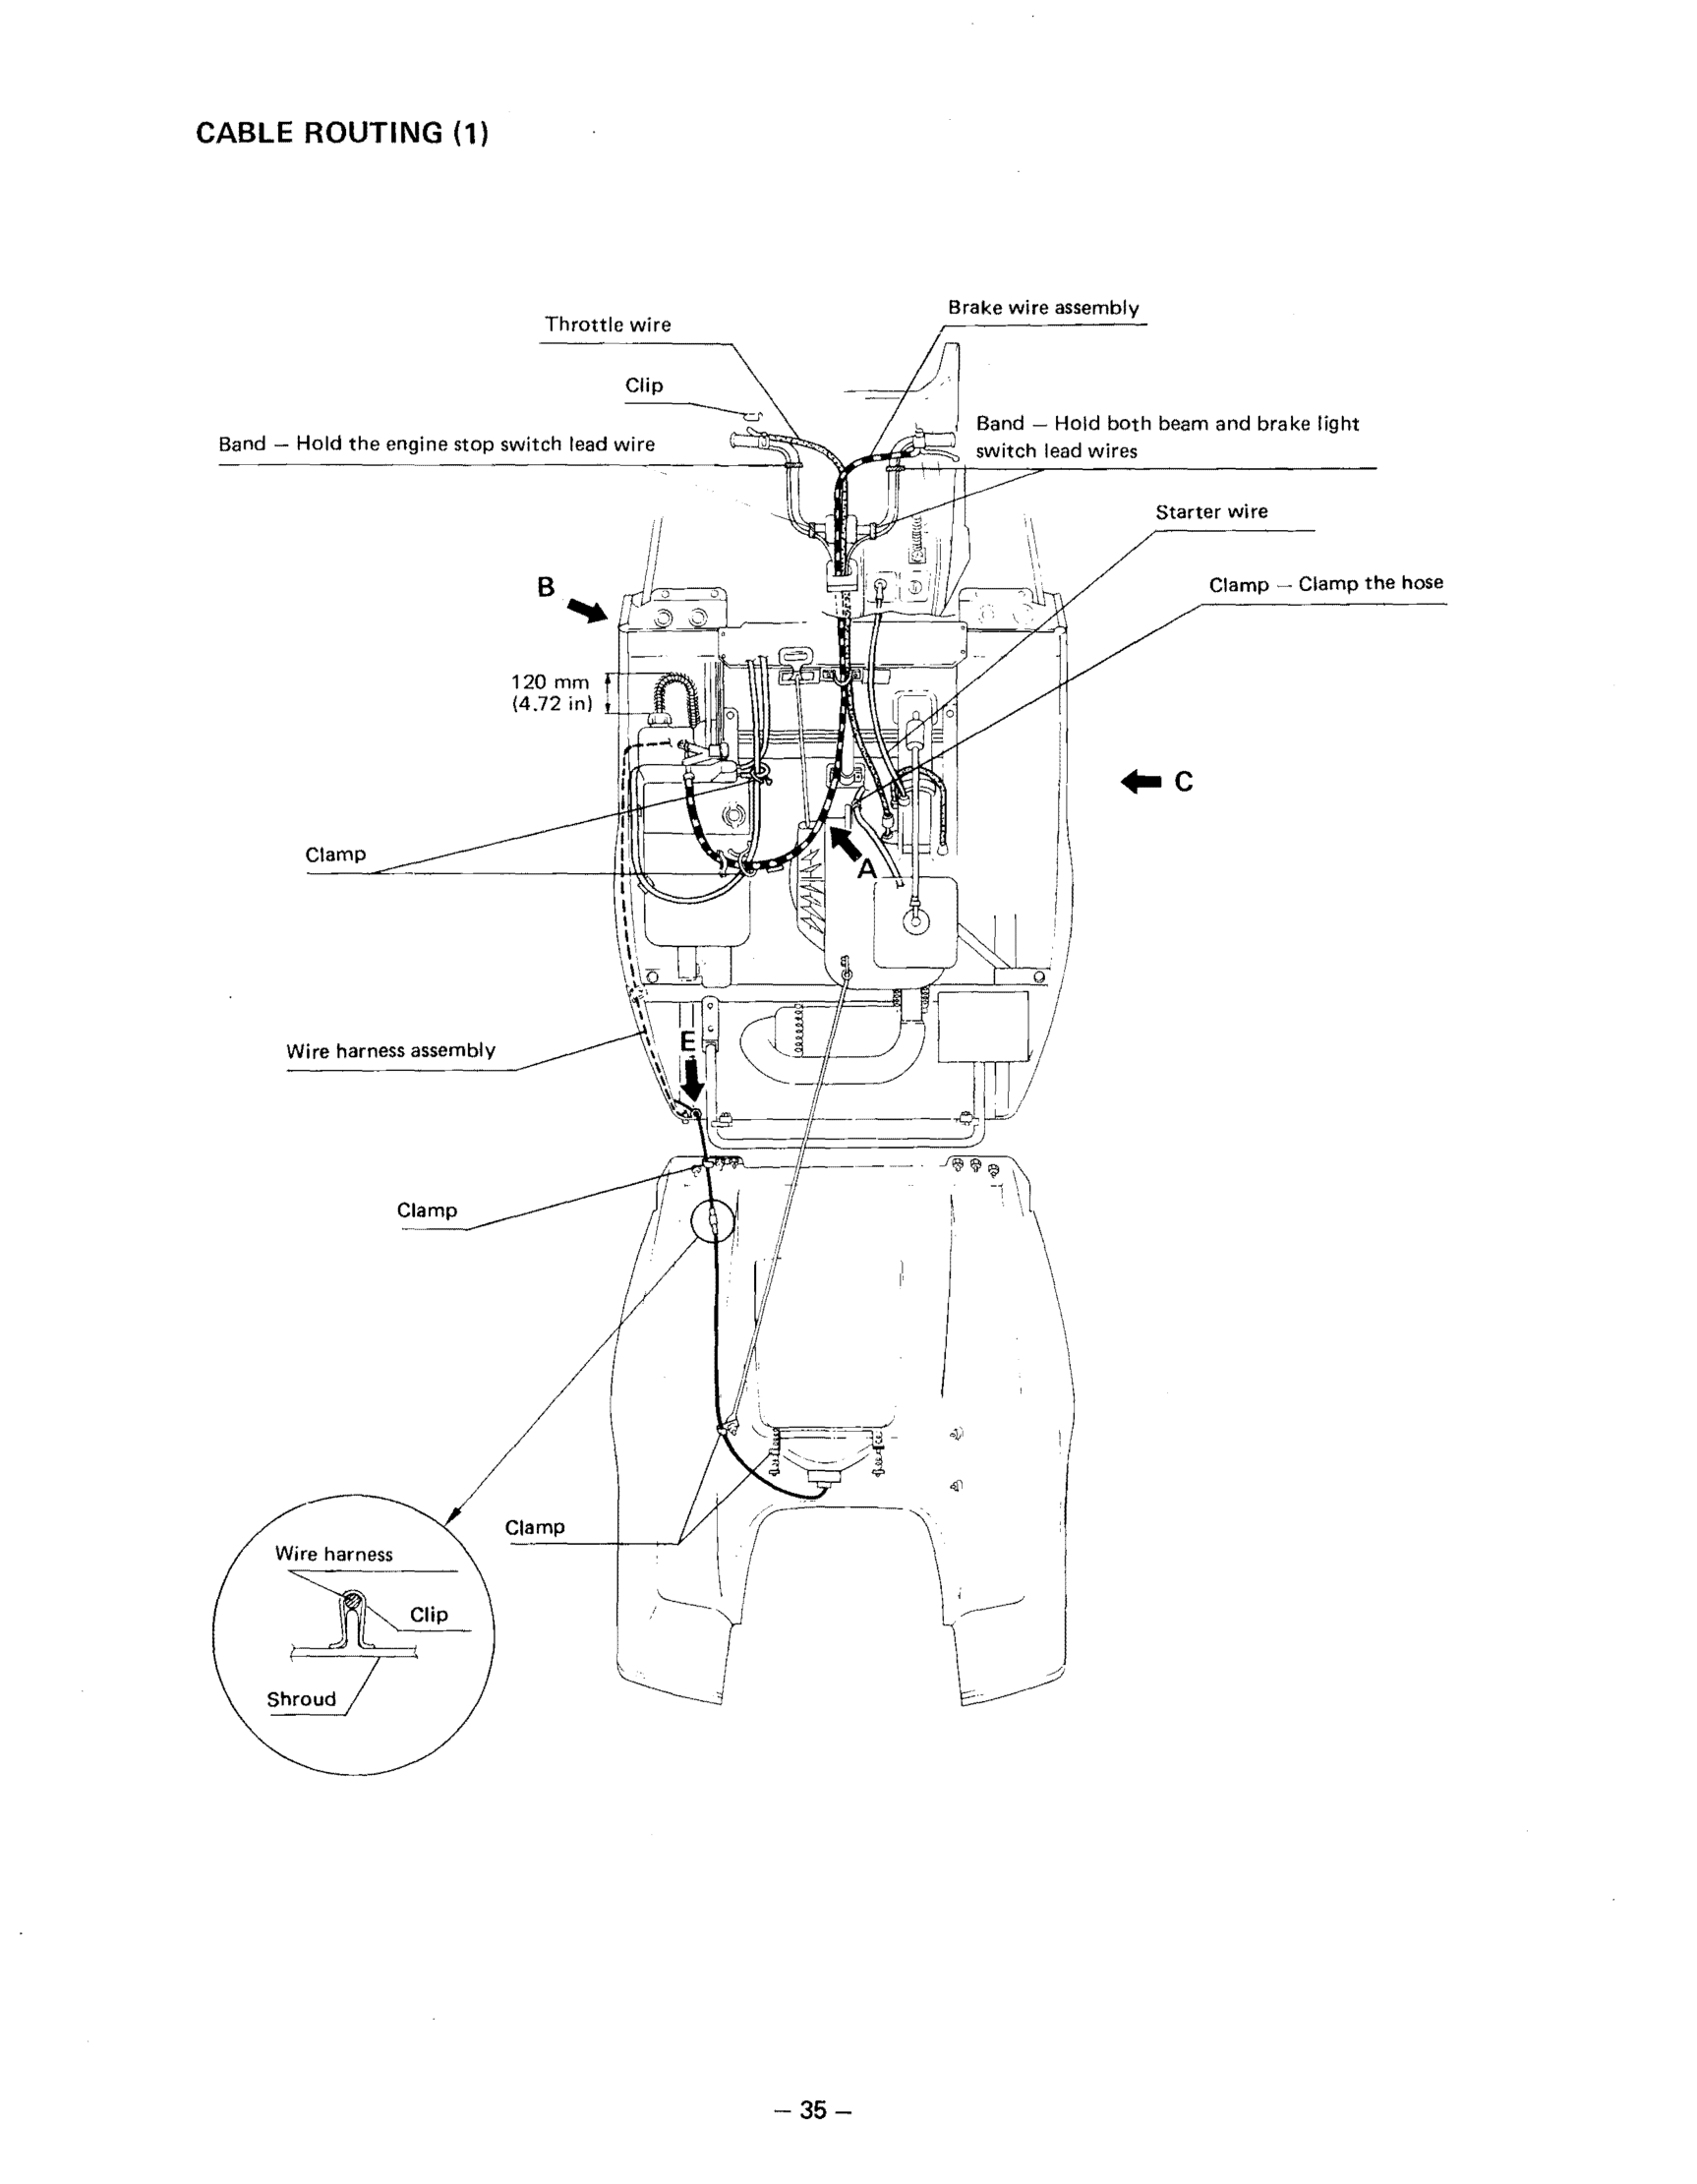 CABLE ROUTING (1)
Brake wire assembly
Throttle wire
Clip
Band — Hold both beam and brake light
switch lead wires
Band — Hold the engine stop switch lead wire
Starter wire
B
Clamp — Clamp the hose
120 mm
(4.72 in)
C
Clamp
A
E
Wire harness assembly
Clamp
Clamp
Wire harness
Clip
Shroud
— 35 —